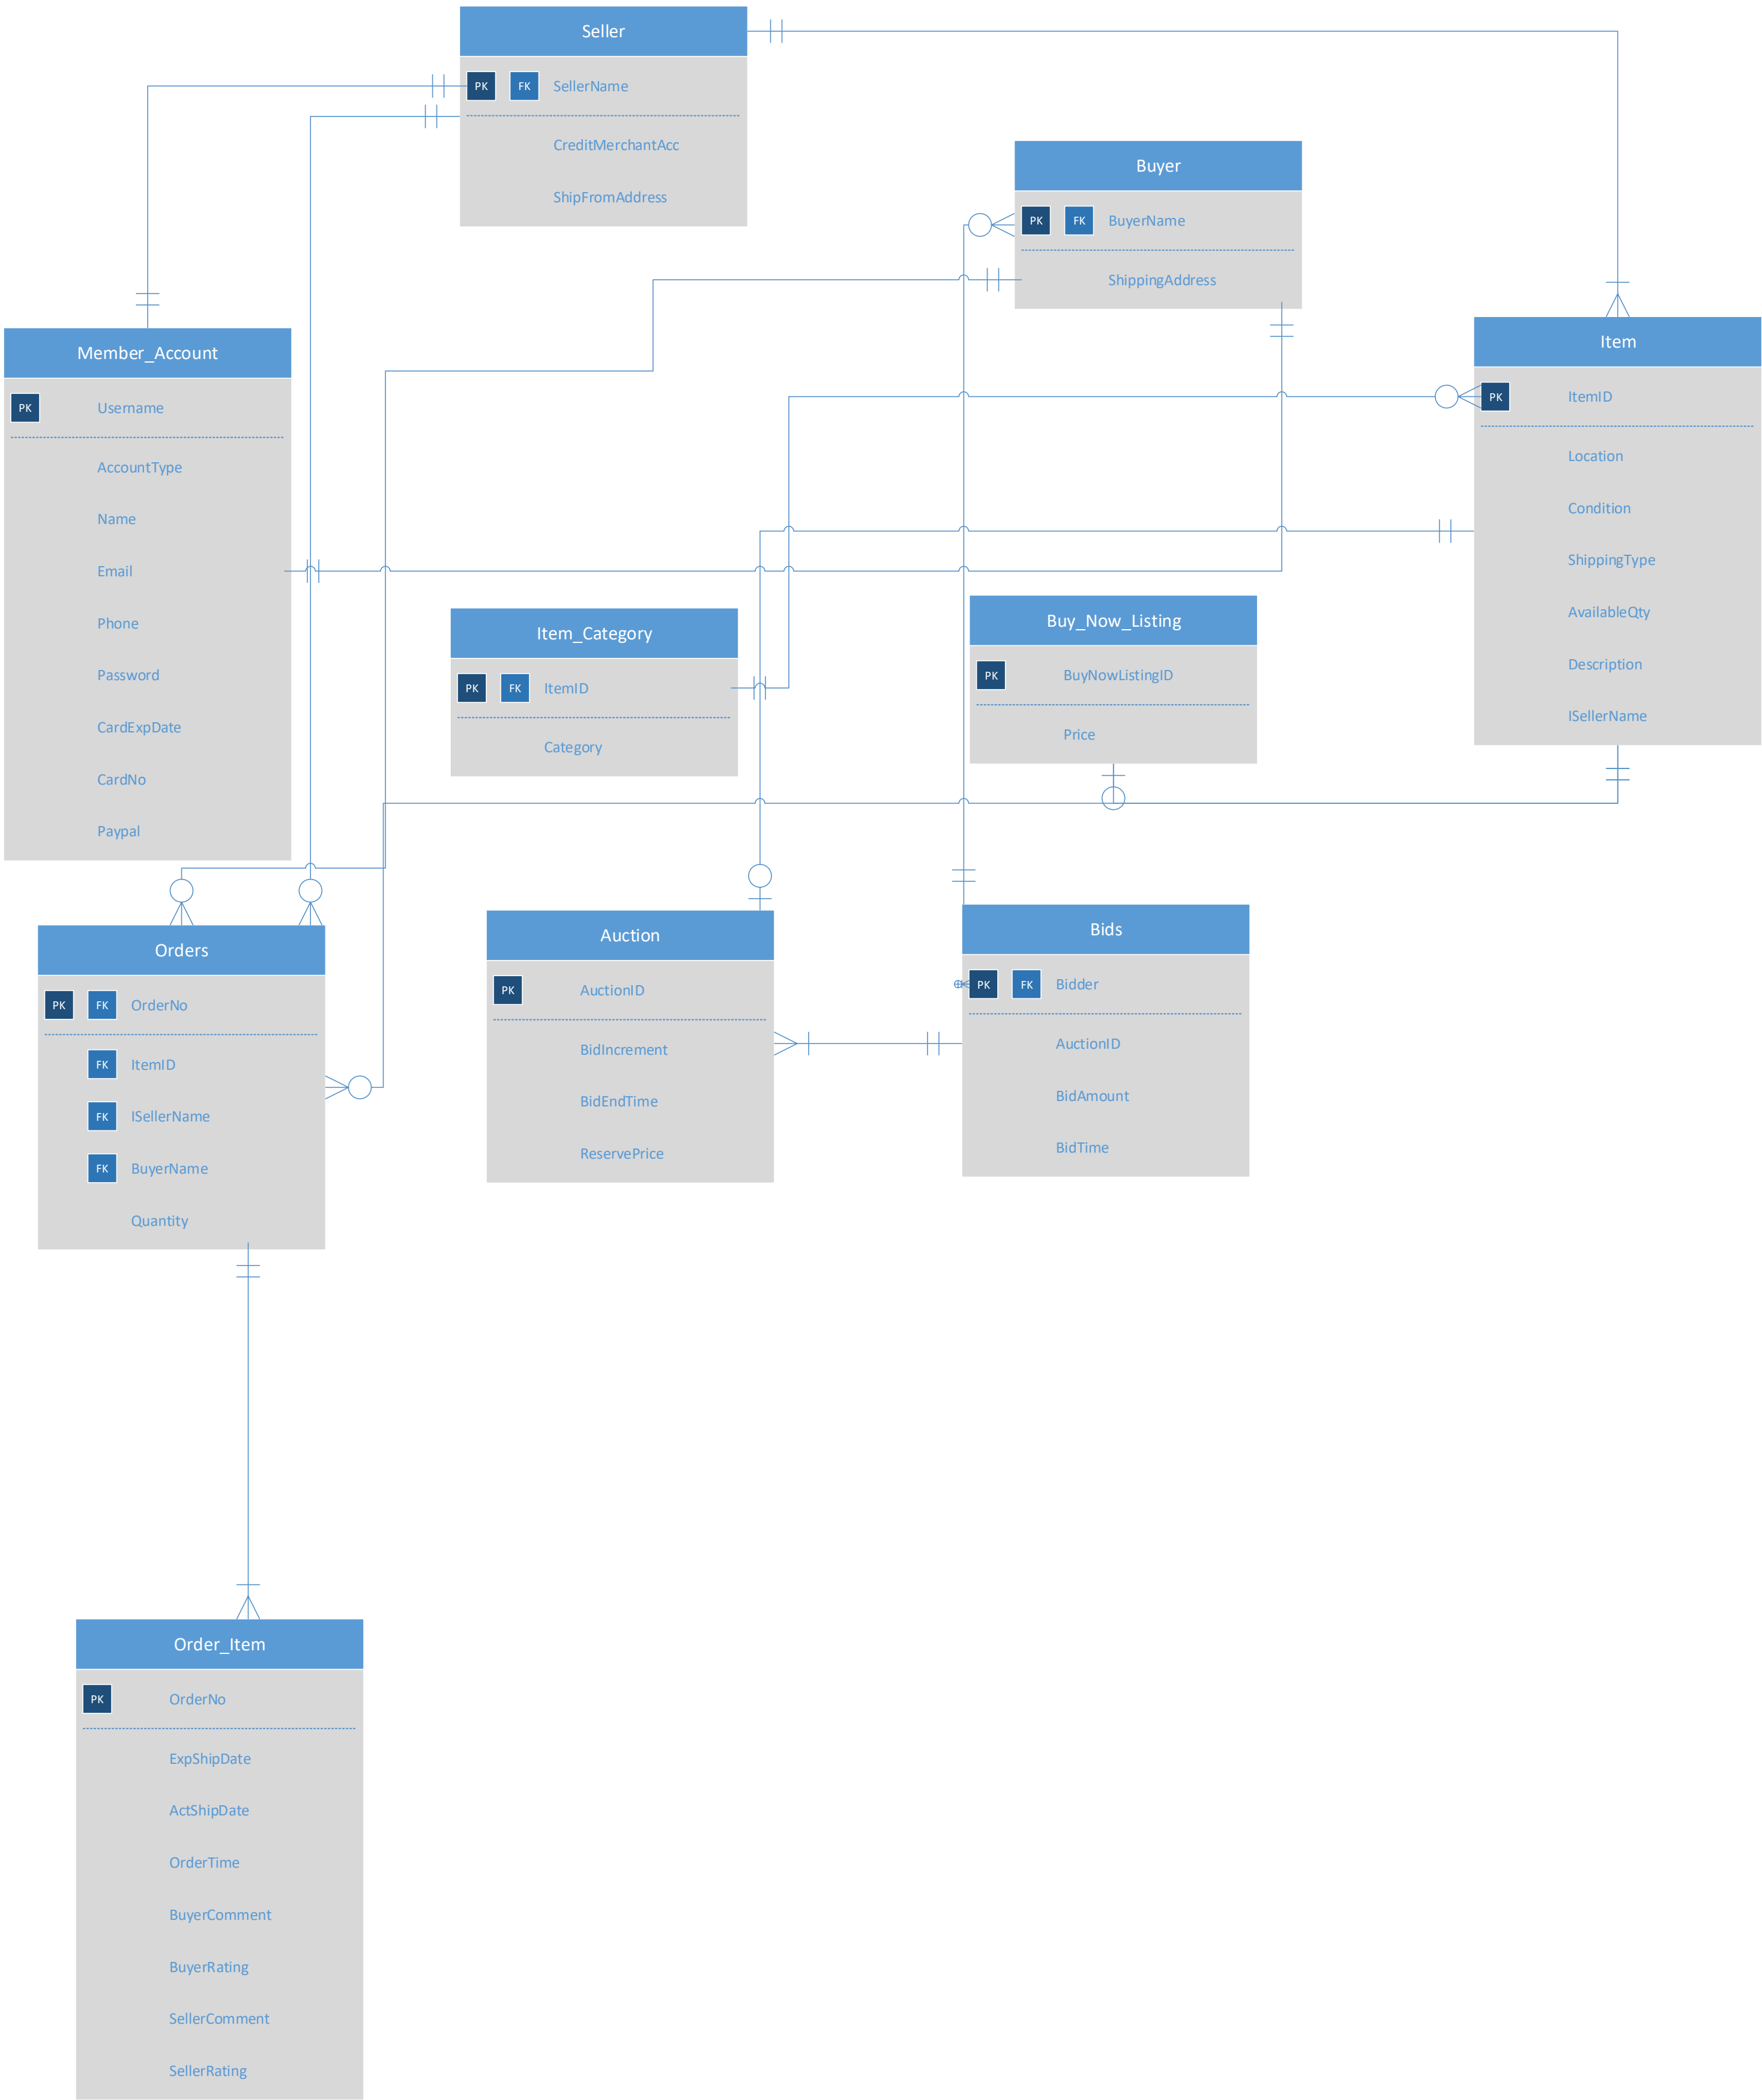 Seller
PK FK SellerName
CreditMerchantAcc
ShipFromAddress
Buyer
PK FK BuyerName
ShippingAddress
Member_Account
PK Username
AccountType
Name
Email
Phone
Password
CardExpDate
CardNo
Paypal
Item
PK ItemID
Location
Condition
ShippingType
AvailableQty
Description
ISellerName
Item_Category
PK FK ItemID
Category
Buy_Now_Listing
PK BuyNowListingID
Price
Orders
PK FK OrderNo
FK ItemID
FK ISellerName
FK BuyerName
Quantity
Auction
PK AuctionID
BidIncrement
BidEndTime
ReservePrice
Bids
PK FK Bidder
AuctionID
BidAmount
BidTime
Order_Item
PK OrderNo
ExpShipDate
ActShipDate
OrderTime
BuyerComment
BuyerRating
SellerComment
SellerRating